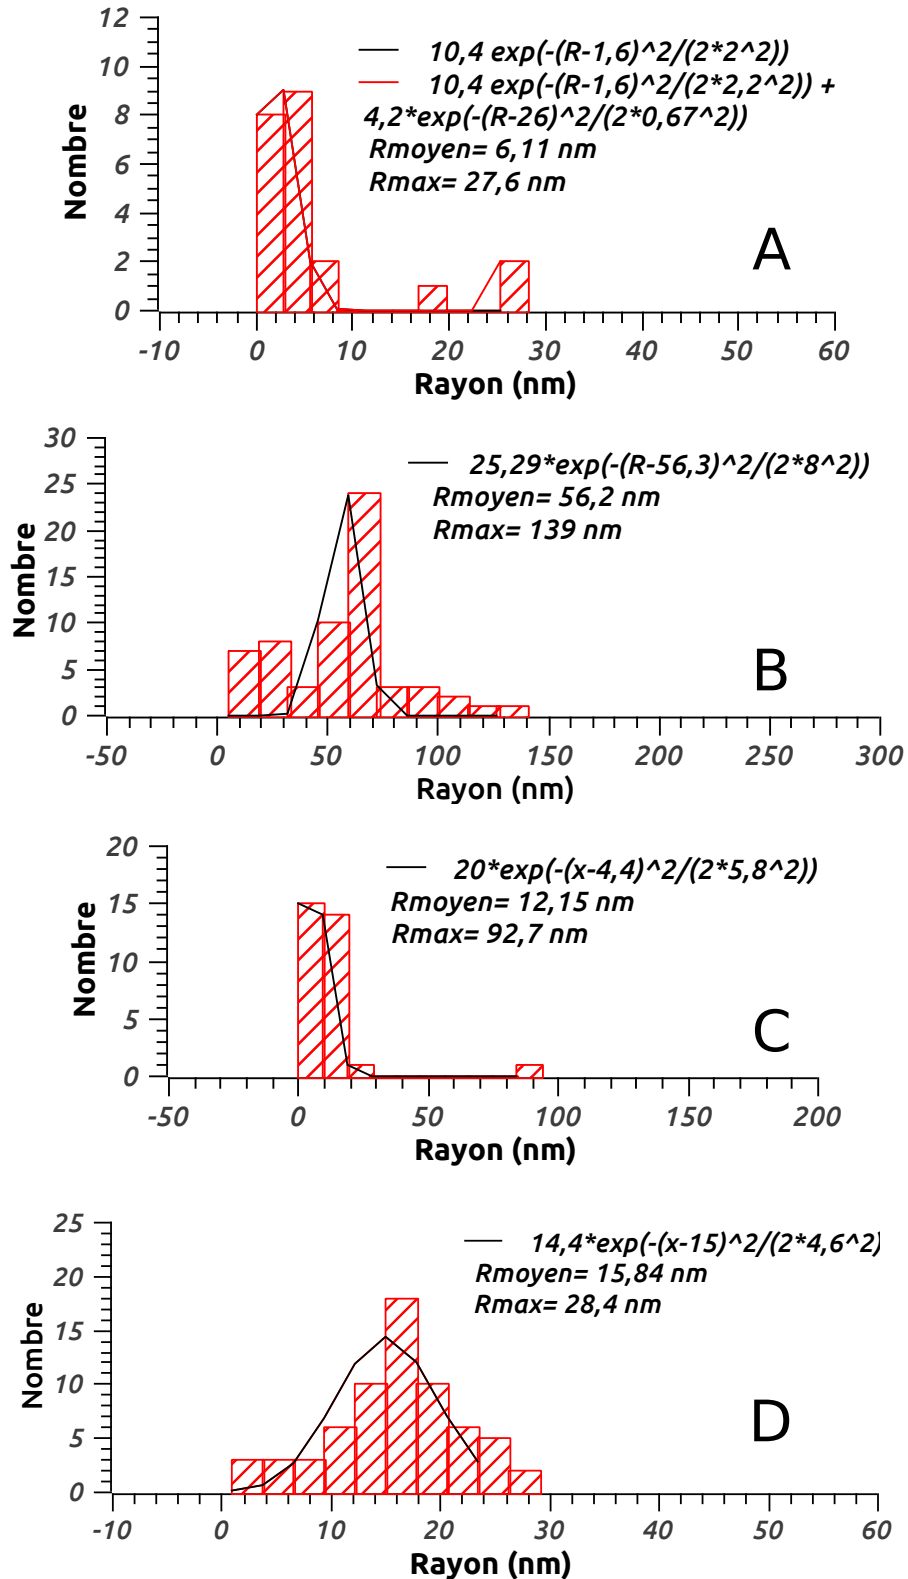 12
10
8
6
4
2
0
Nombre
10,4 exp(-(R-1,6)^2/(2*2^2))
10,4 exp(-(R-1,6)^2/(2*2,2^2)) +
4,2*exp(-(R-26)^2/(2*0,67^2))
Rmoyen= 6,11 nm
Rmax= 27,6 nm
A
-10 0 10 20 30 40 50 60
Rayon (nm)
30
25
20
15
10
5
0
Nombre
25,29*exp(-(R-56,3)^2/(2*8^2))
Rmoyen= 56,2 nm
Rmax= 139 nm
B
-50 0 50 100 150 200 250 300
Rayon (nm)
20
15
10
5
0
Nombre
20*exp(-(x-4,4)^2/(2*5,8^2))
Rmoyen= 12,15 nm
Rmax= 92,7 nm
C
-50 0 50 100 150 200
Rayon (nm)
25
20
15
10
5
0
Nombre
14,4*exp(-(x-15)^2/(2*4,6^2)
Rmoyen= 15,84 nm
Rmax= 28,4 nm
D
-10 0 10 20 30 40 50 60
Rayon (nm)